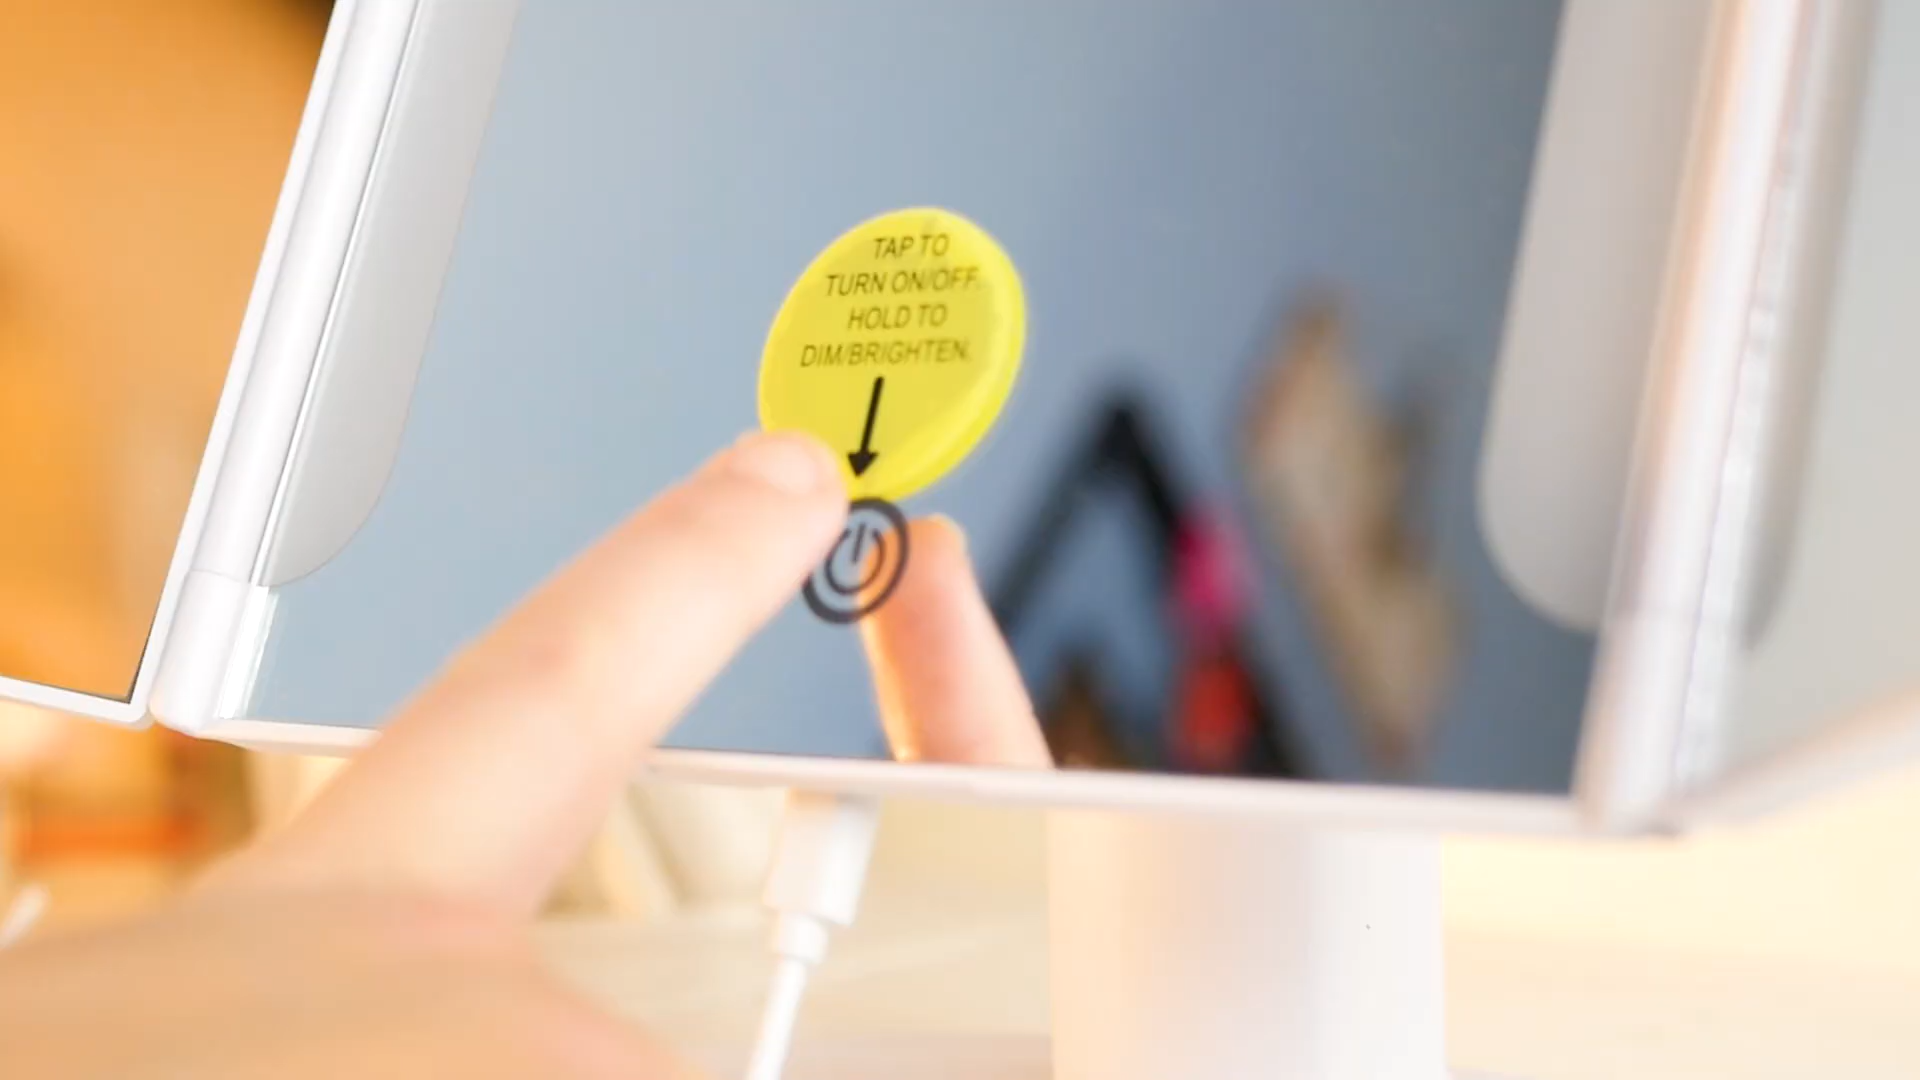 TAP TO
TURN ON/OFF.
HOLD TO
DIM/BRIGHTEN.